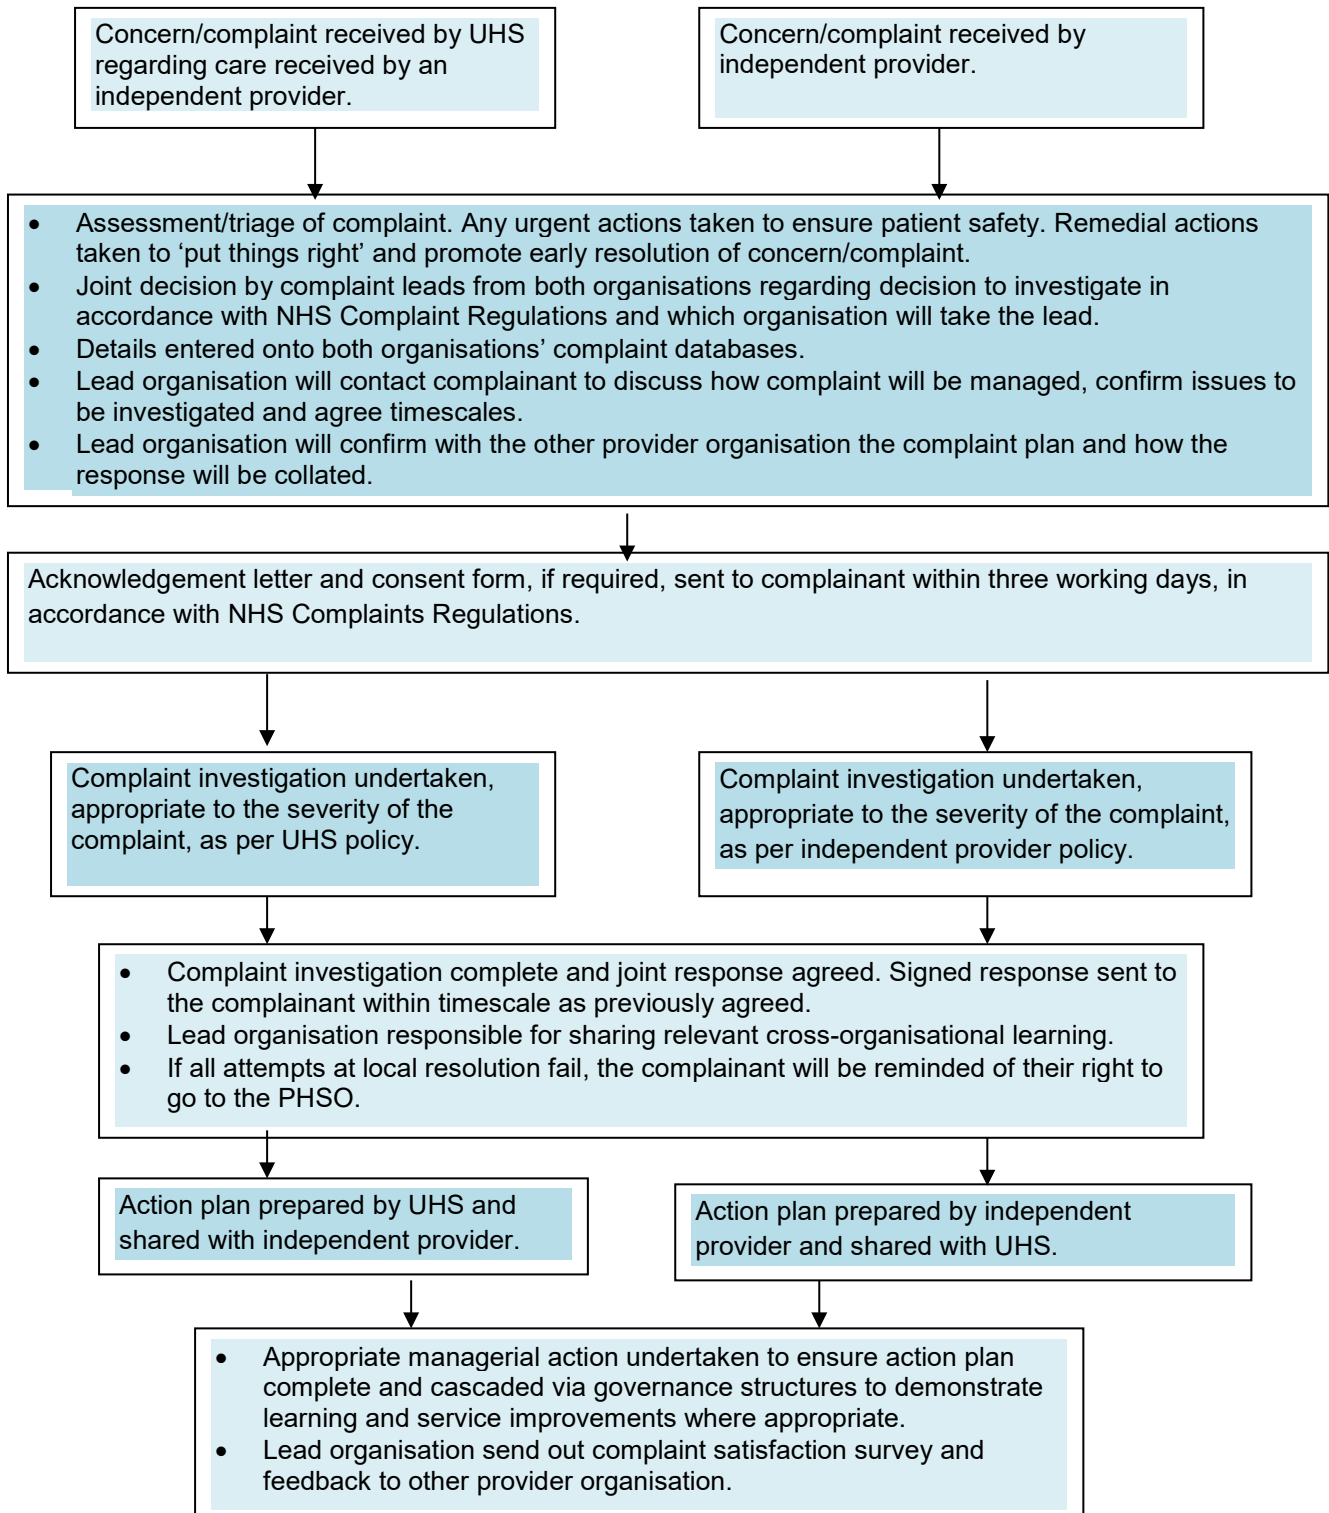 Concern/complaint received by UHS
regarding care received by an
independent provider.
Concern/complaint received by
independent provider.
• Assessment/triage of complaint. Any urgent actions taken to ensure patient safety. Remedial actions
taken to ‘put things right’ and promote early resolution of concern/complaint.
• Joint decision by complaint leads from both organisations regarding decision to investigate in
accordance with NHS Complaint Regulations and which organisation will take the lead.
• Details entered onto both organisations’ complaint databases.
• Lead organisation will contact complainant to discuss how complaint will be managed, confirm issues to
be investigated and agree timescales.
• Lead organisation will confirm with the other provider organisation the complaint plan and how the
response will be collated.
Acknowledgement letter and consent form, if required, sent to complainant within three working days, in
accordance with NHS Complaints Regulations.
Complaint investigation undertaken,
appropriate to the severity of the
complaint, as per UHS policy.
Complaint investigation undertaken,
appropriate to the severity of the complaint,
as per independent provider policy.
• Complaint investigation complete and joint response agreed. Signed response sent to
the complainant within timescale as previously agreed.
• Lead organisation responsible for sharing relevant cross-organisational learning.
• If all attempts at local resolution fail, the complainant will be reminded of their right to
go to the PHSO.
Action plan prepared by UHS and
shared with independent provider.
Action plan prepared by independent
provider and shared with UHS.
• Appropriate managerial action undertaken to ensure action plan
complete and cascaded via governance structures to demonstrate
learning and service improvements where appropriate.
• Lead organisation send out complaint satisfaction survey and
feedback to other provider organisation.